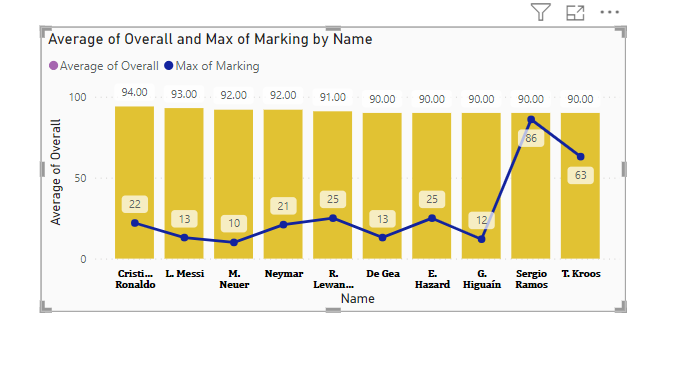 Average of Overall and Max of Marking by Name
Average of Overall Max of Marking
94.00 93.00 92.00 92.00 91.00 90.00 90.00 90.00 90.00 90.00
100
50
0
Average of Overall
22 13 10 21 25 13 25 12 86 63
Cristi... L. Messi M. Neymar R. De Gea E. G. Sergio T. Kroos
Ronaldo Neuer Lewan... Hazard Higuaín Ramos
Name